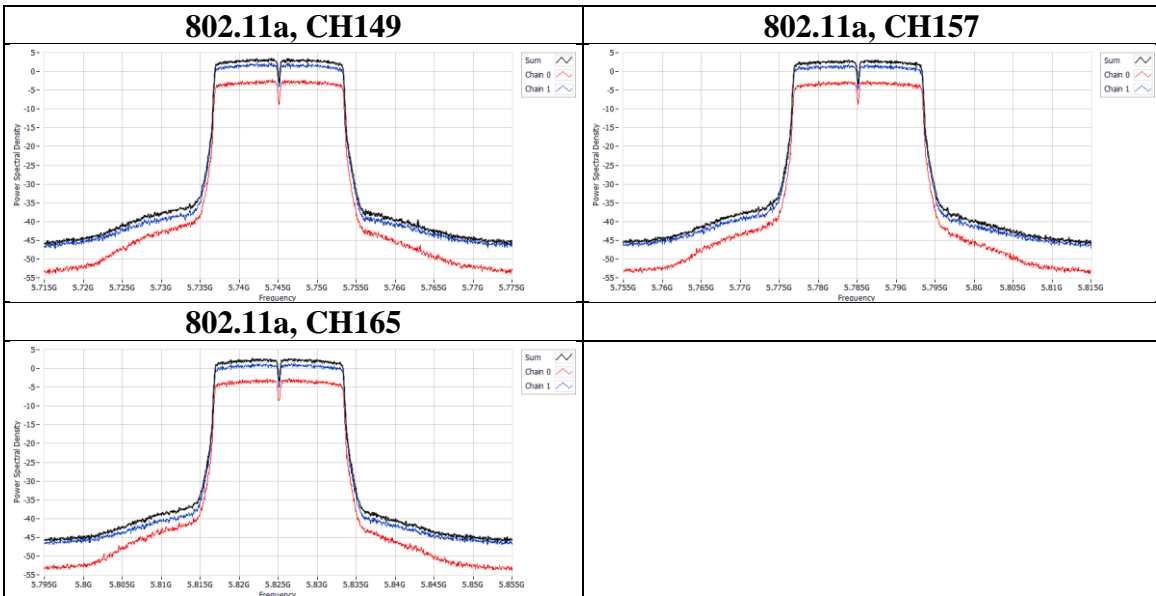 802.11a, CH149
802.11a, CH157
5-
0-
-5-
-10-
-15-
-20-
-25-
-30-
-35-
-40-
-45-
-50-
-55-
Power Spectral Density
5.715G 5.72G 5.725G 5.73G 5.735G 5.74G 5.745G 5.75G 5.755G 5.76G 5.765G 5.77G 5.775G
Frequency
Sum
Chain 0
Chain 1
5-
0-
-5-
-10-
-15-
-20-
-25-
-30-
-35-
-40-
-45-
-50-
-55-
Power Spectral Density
5.755G 5.76G 5.765G 5.77G 5.775G 5.78G 5.785G 5.79G 5.795G 5.80G 5.805G 5.81G 5.815G
Frequency
Sum
Chain 0
Chain 1
802.11a, CH165
5-
0-
-5-
-10-
-15-
-20-
-25-
-30-
-35-
-40-
-45-
-50-
-55-
Power Spectral Density
5.795G 5.8G 5.805G 5.81G 5.815G 5.82G 5.825G 5.83G 5.835G 5.84G 5.845G 5.85G 5.855G
Frequency
Sum
Chain 0
Chain 1